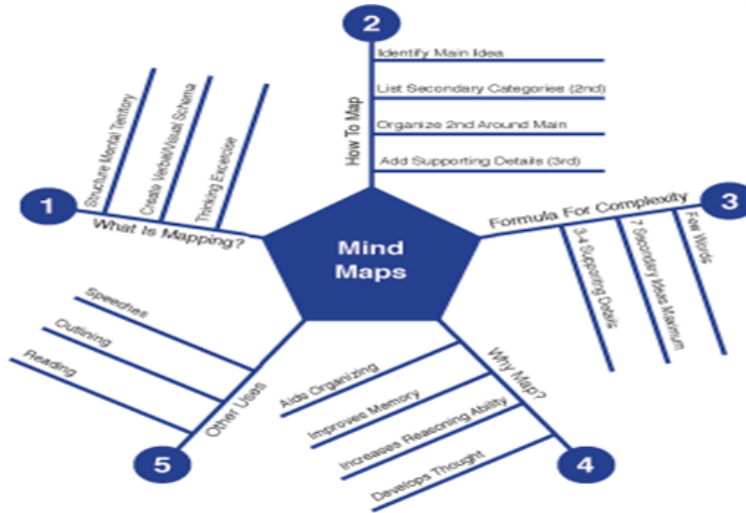 Mind
Maps
1
What Is Mapping?
Structure Mental Territory
Create Verbal/Visual Schema
Thinking Excercise
2
How To Map
Identify Main Idea
List Secondary Categories (2nd)
Organize 2nd Around Main
Add Supporting Details (3rd)
3
Formula For Complexity
3-4 Supporting Details
7 Secondary Ideas Maximum
Few Words
4
Why Map?
Aids Organizing
Improves Memory
Increases Reasoning Ability
Develops Thought
5
Other Uses
Speeches
Outlining
Reading